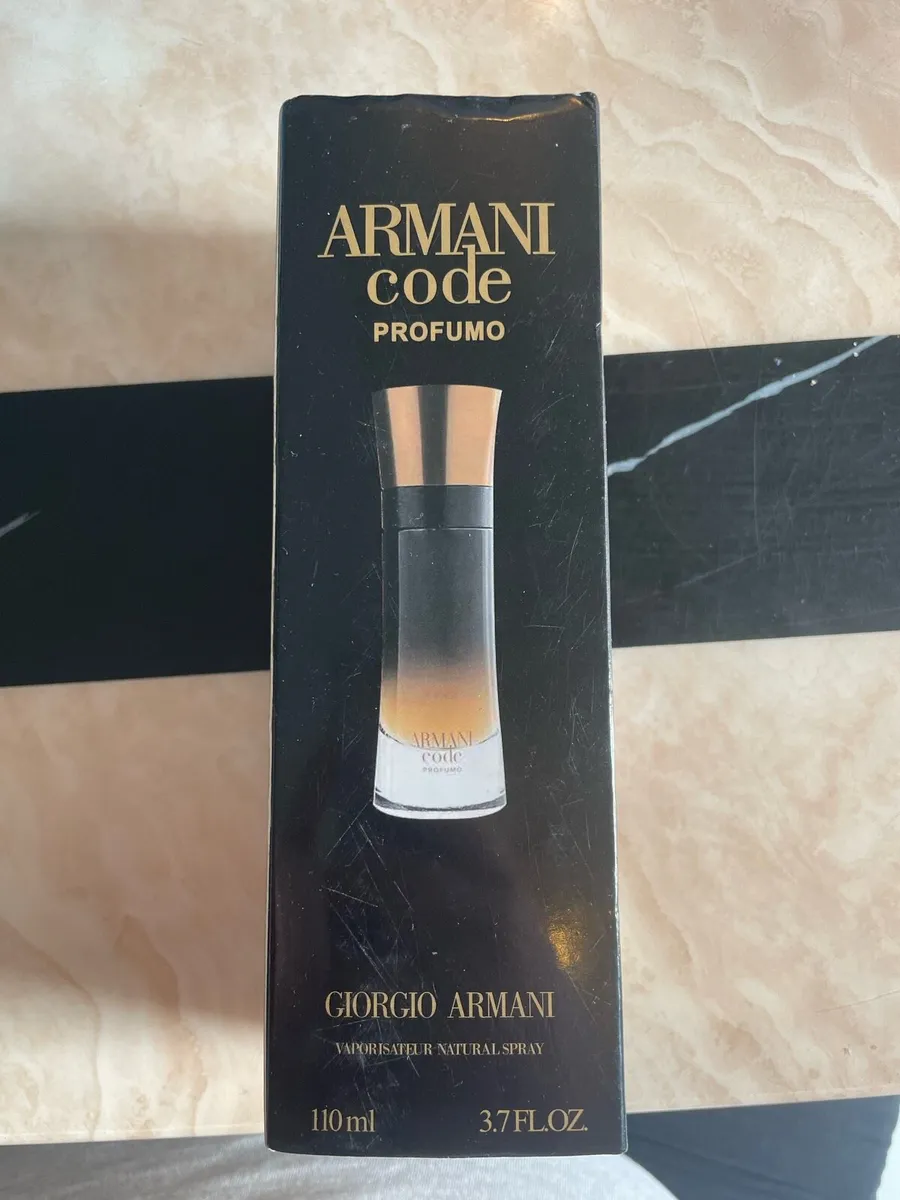 ARMANI
code
PROFUMO
ARMANI
code
PROFUMO
GIORGIO ARMANI
VAPORISATEUR NATURAL SPRAY
110 ml 3.7 FL.OZ.